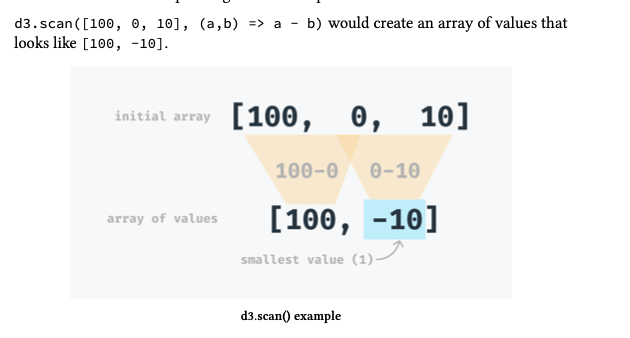 d3.scan([100, 0, 10], (a,b) => a - b) would create an array of values that
looks like [100, -10].
initial array [100, 0, 10]
100-0 0-10
array of values [100, -10]
smallest value (1)
d3.scan() example